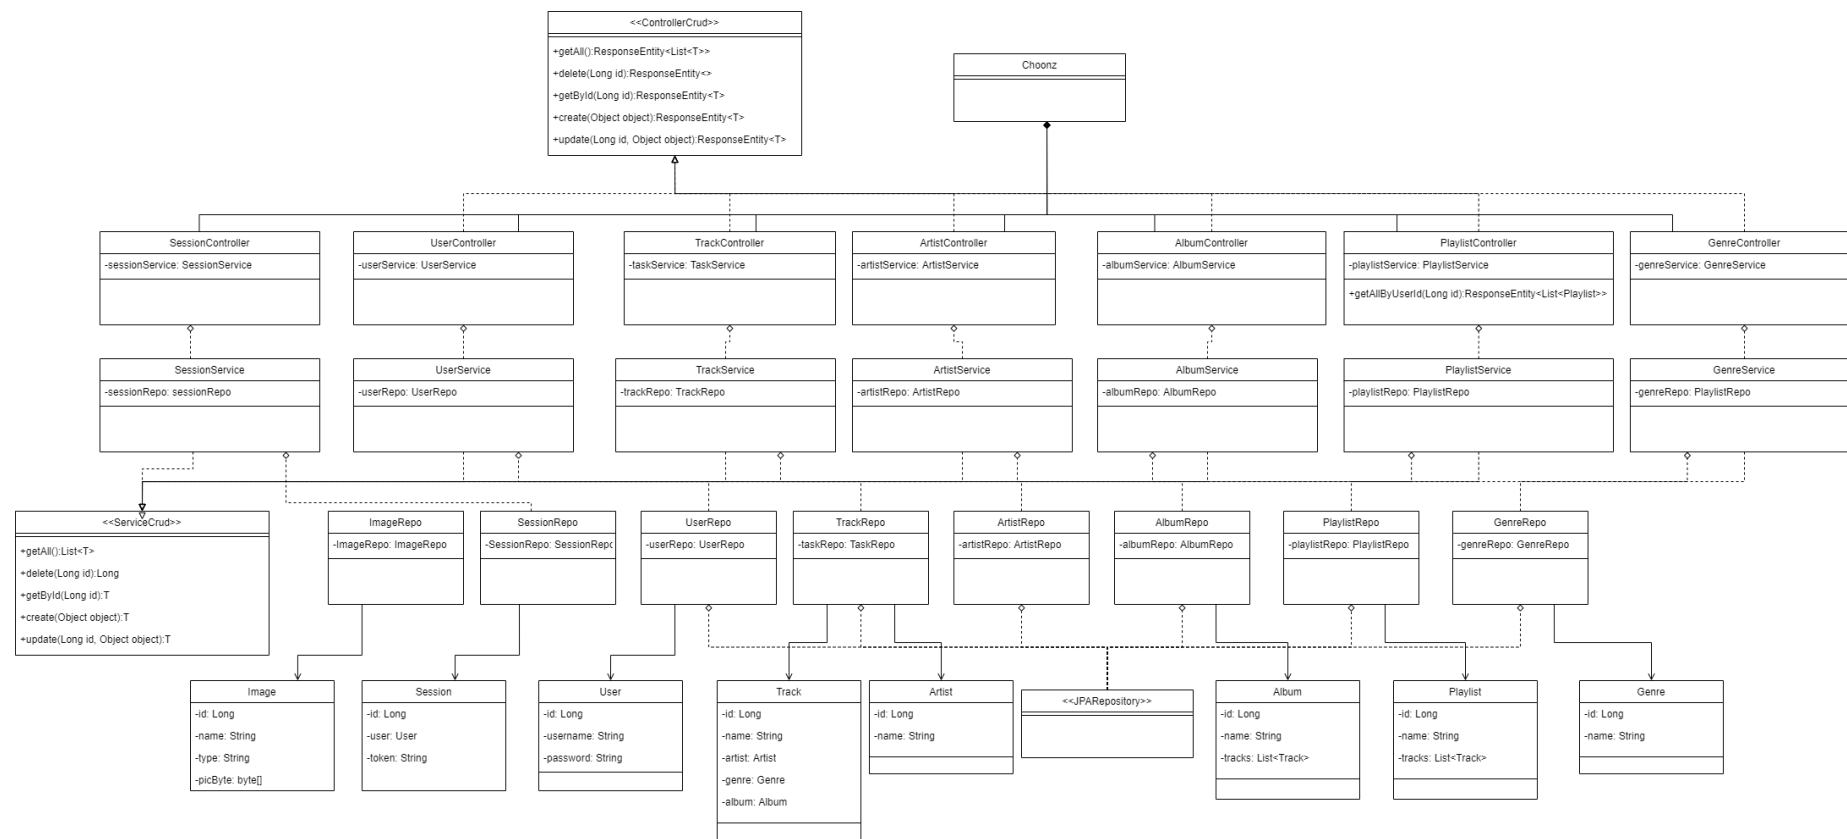 <<ControllerCrud>>
+getAll():ResponseEntity<List<T>>
+delete(Long id):ResponseEntity<>
+getById(Long id):ResponseEntity<T>
+create(Object object):ResponseEntity<T>
+update(Long id, Object object):ResponseEntity<T>
Choonz
SessionController
-sessionService: SessionService
UserController
-userService: UserService
TrackController
-taskService: TaskService
ArtistController
-artistService: ArtistService
AlbumController
-albumService: AlbumService
PlaylistController
-playlistService: PlaylistService
+getAllByUserId(Long id):ResponseEntity<List<Playlist>>
GenreController
-genreService: GenreService
SessionService
-sessionRepo: sessionRepo
UserService
-userRepo: UserRepo
TrackService
-trackRepo: TrackRepo
ArtistService
-artistRepo: ArtistRepo
AlbumService
-albumRepo: AlbumRepo
PlaylistService
-playlistRepo: PlaylistRepo
GenreService
-genreRepo: PlaylistRepo
<<ServiceCrud>>
+getAll():List<T>
+delete(Long id):Long
+getById(Long id):T
+create(Object object):T
+update(Long id, Object object):T
ImageRepo
-ImageRepo: ImageRepo
SessionRepo
-SessionRepo: SessionRepo
UserRepo
-userRepo: UserRepo
TrackRepo
-taskRepo: TaskRepo
ArtistRepo
-artistRepo: ArtistRepo
AlbumRepo
-albumRepo: AlbumRepo
PlaylistRepo
-playlistRepo: PlaylistRepo
GenreRepo
-genreRepo: GenreRepo
Image
-id: Long
-name: String
-type: String
-picByte: byte[]
Session
-id: Long
-user: User
-token: String
User
-id: Long
-username: String
-password: String
Track
-id: Long
-name: String
-artist: Artist
-genre: Genre
-album: Album
Artist
-id: Long
-name: String
<<JPARepository>>
Album
-id: Long
-name: String
-tracks: List<Track>
Playlist
-id: Long
-name: String
-tracks: List<Track>
Genre
-id: Long
-name: String